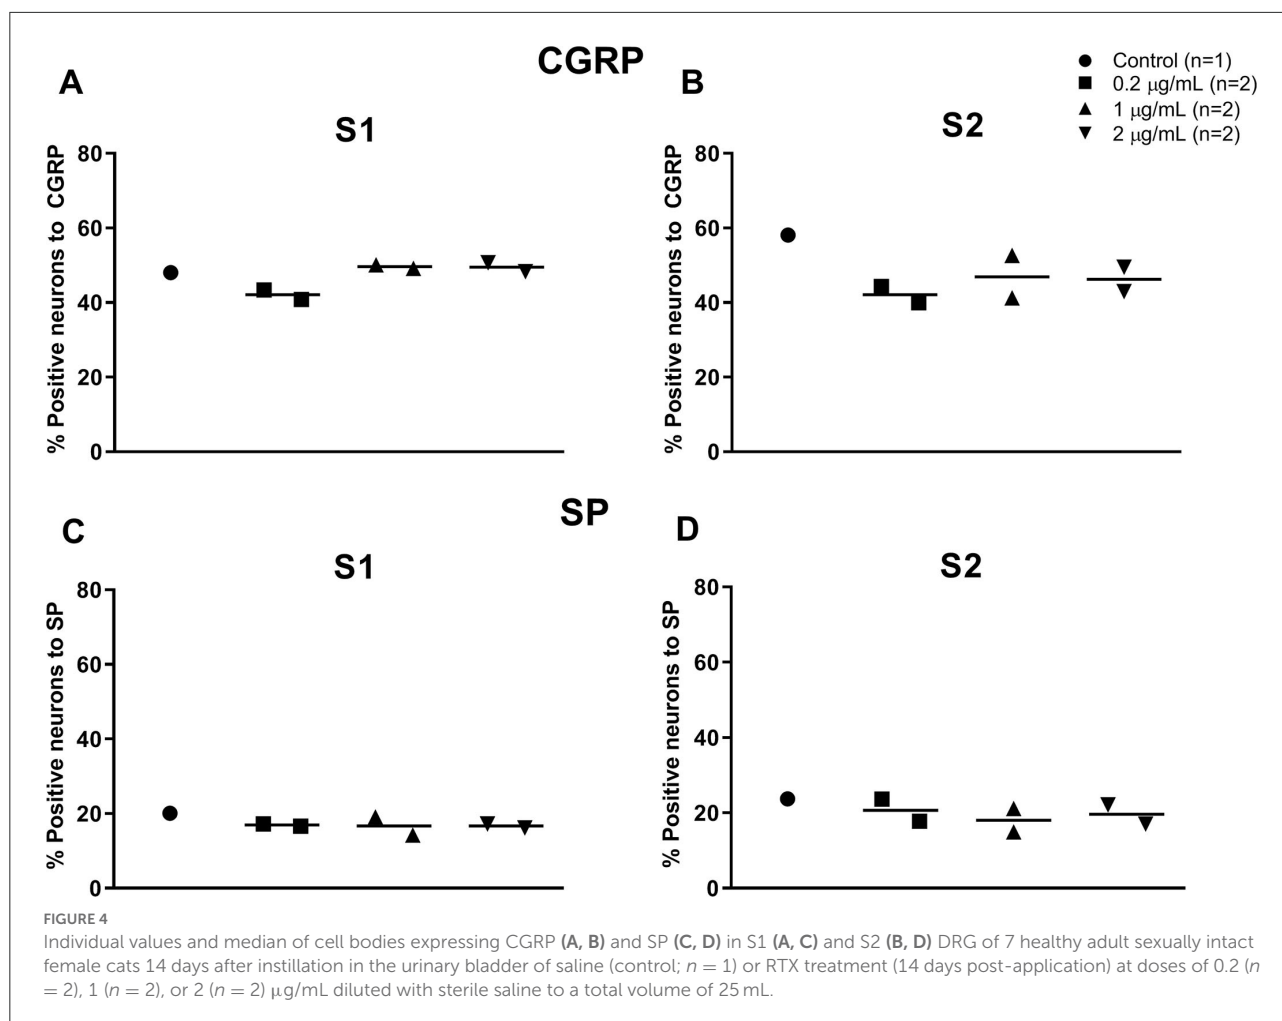 CGRP
A
B
● Control (n=1)
■ 0.2 μg/mL (n=2)
▲ 1 μg/mL (n=2)
▼ 2 μg/mL (n=2)
S1
S2
% Positive neurons to CGRP
80
60
40
20
0
% Positive neurons to CGRP
80
60
40
20
0
SP
C
D
S1
S2
% Positive neurons to SP
80
60
40
20
0
% Positive neurons to SP
80
60
40
20
0
FIGURE 4
Individual values and median of cell bodies expressing CGRP (A, B) and SP (C, D) in S1 (A, C) and S2 (B, D) DRG of 7 healthy adult sexually intact
female cats 14 days after instillation in the urinary bladder of saline (control; n = 1) or RTX treatment (14 days post-application) at doses of 0.2 (n
= 2), 1 (n = 2), or 2 (n = 2) μg/mL diluted with sterile saline to a total volume of 25 mL.